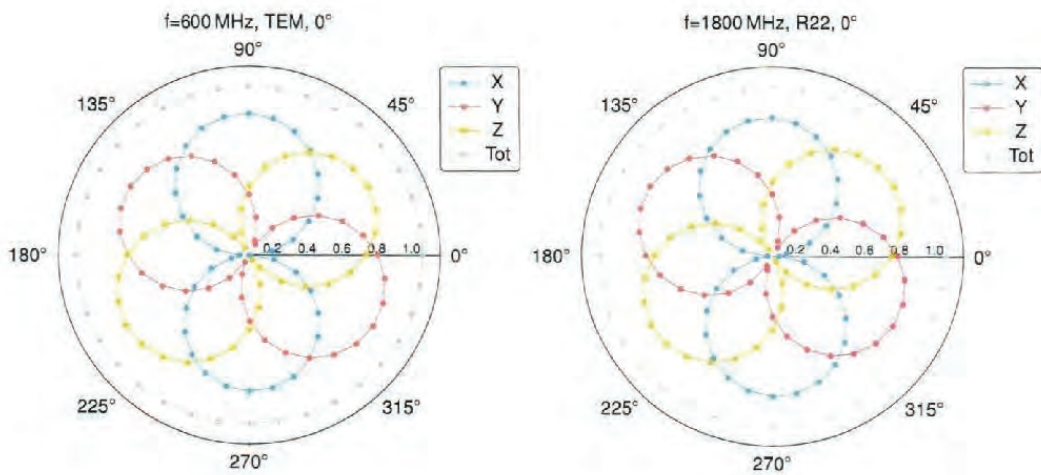 f=600 MHz, TEM, 0°
90°
135°
45°
180°
0°
225°
315°
270°
0.2 0.4 0.6 0.8 1.0
X
Y
Z
Tot
f=1800 MHz, R22, 0°
90°
135°
45°
180°
0°
225°
315°
270°
0.2 0.4 0.6 0.8 1.0
X
Y
Z
Tot